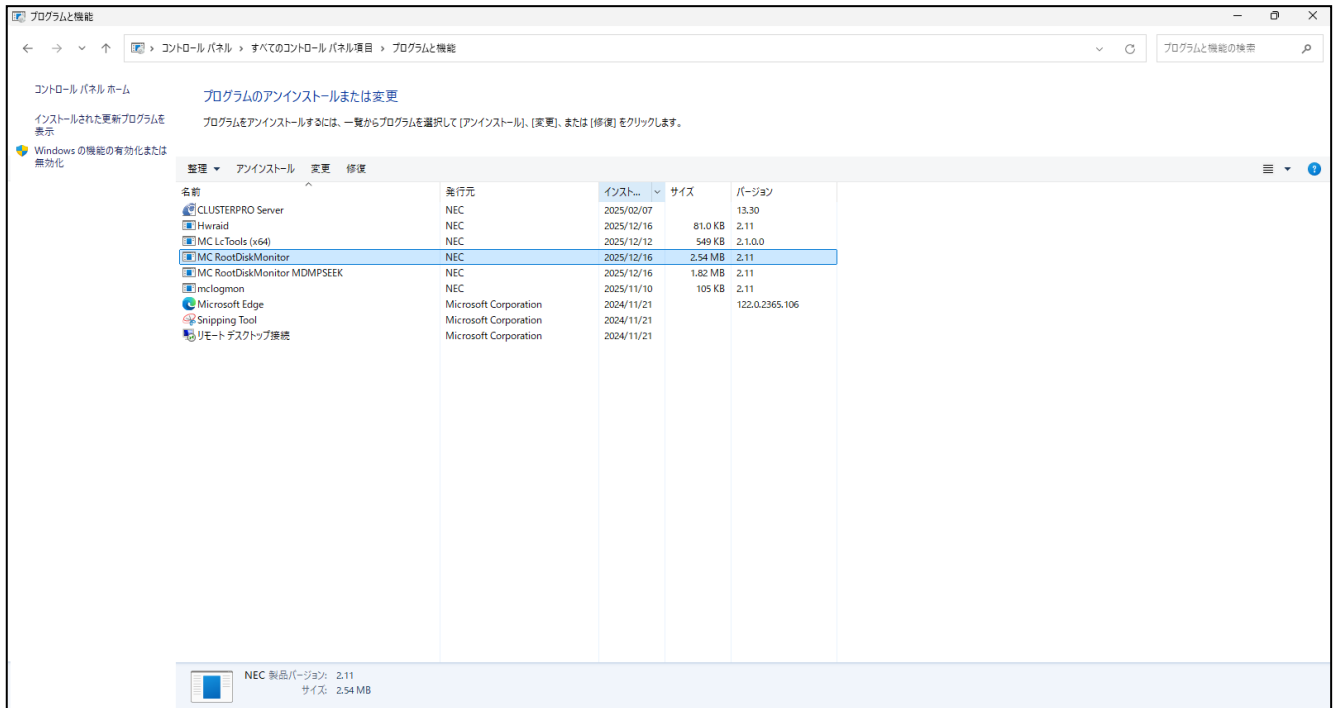 プログラムと機能
コントロール パネル › すべてのコントロール パネル項目 › プログラムと機能
プログラムと機能の検索
コントロール パネル ホーム
インストールされた更新プログラムを
表示
Windows の機能の有効化または
無効化
プログラムのアンインストールまたは変更
プログラムをアンインストールするには、一覧からプログラムを選択して [アンインストール]、[変更]、または [修復] をクリックします。
整理 アンインストール 変更 修復
名前 発行元 インスト... サイズ バージョン
CLUSTERPRO Server NEC 2025/02/07 13.30
Hwraid NEC 2025/12/16 81.0 KB 2.11
MC LcTools (x64) NEC 2025/12/12 549 KB 2.1.0.0
MC RootDiskMonitor NEC 2025/12/16 2.54 MB 2.11
MC RootDiskMonitor MDMPSEEK NEC 2025/12/16 1.82 MB 2.11
mclogmon NEC 2025/11/10 105 KB 2.11
Microsoft Edge Microsoft Corporation 2024/11/21 122.0.2365.106
Snipping Tool Microsoft Corporation 2024/11/21
リモート デスクトップ接続 Microsoft Corporation 2024/11/21
NEC 製品バージョン: 2.11
サイズ: 2.54 MB